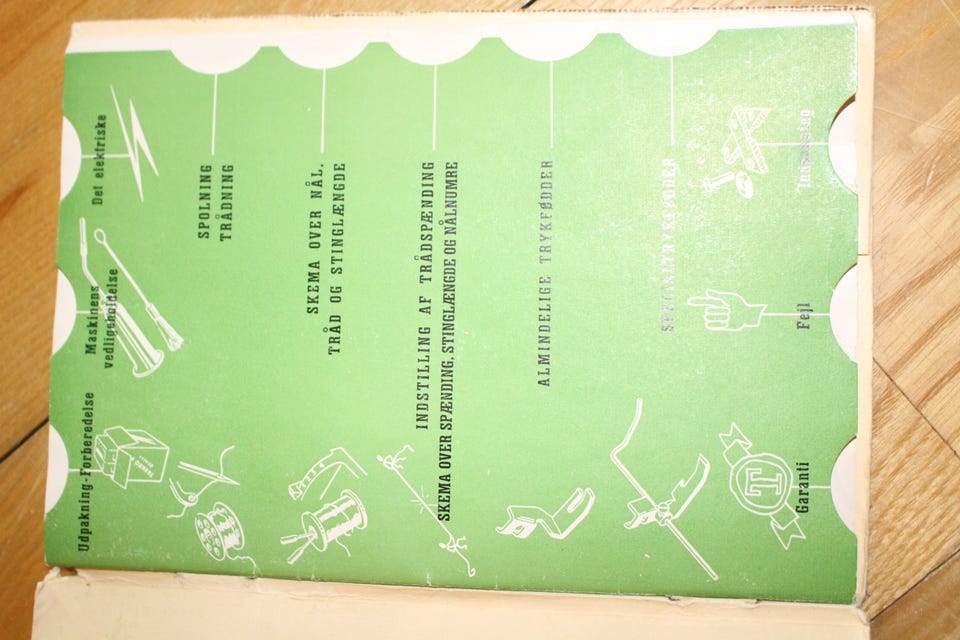 Udpakning-Forberedelse
Maskinens
vedligeholdelse
Det elektriske
SPOLNING
TRÅDNING
SKEMA OVER NÅL,
TRÅD OG STINGLÆNGDE
INDSTILLING AF TRÅDSPÆNDING
SKEMA OVER SPÆNDING, STINGLÆNGDE OG NÅLNUMRE
ALMINDELIGE TRYKFØDDER
SPECIALTRYKFØDDER
T
Garanti
Fejl